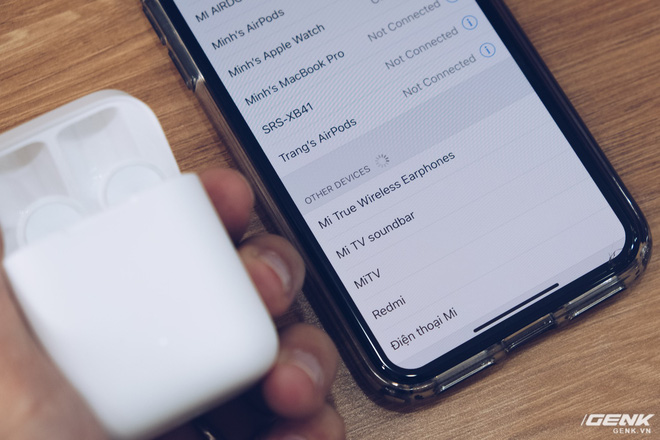 Mi AIRDO
Minh's AirPods
Minh's Apple Watch
Minh's MacBook Pro Not Connected
SRS-XB41 Not Connected
Trang's AirPods Not Connected
OTHER DEVICES
Mi True Wireless Earphones
Mi TV soundbar
MiTV
Redmi
Điện thoại Mi
GENK
GENK.VN